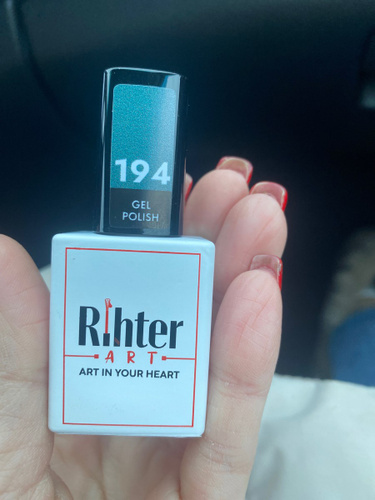 194
GEL
POLISH
Rihter
ART
ART IN YOUR HEART